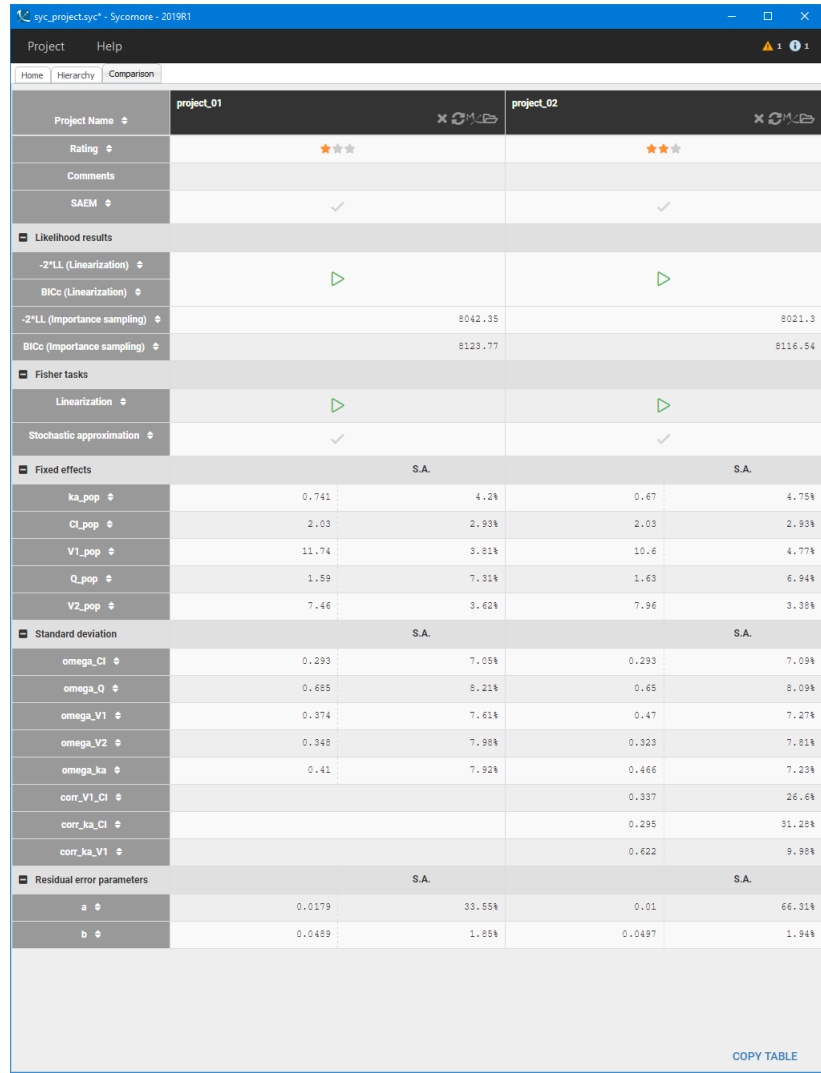 syc_project.syc* - Sycomore - 2019R1
Project Help 1 1
Home Hierarchy Comparison
project_01 project_02
Project Name
Rating
Comments
SAEM
Likelihood results
-2*LL (Linearization)
BICc (Linearization)
-2*LL (Importance sampling) 8042.35 8021.3
BICc (Importance sampling) 8123.77 8116.54
Fisher tasks
Linearization
Stochastic approximation
Fixed effects S.A. S.A.
ka_pop 0.741 4.2% 0.67 4.75%
Cl_pop 2.03 2.93% 2.03 2.93%
V1_pop 11.74 3.81% 10.6 4.77%
Q_pop 1.59 7.31% 1.63 6.94%
V2_pop 7.46 3.62% 7.96 3.38%
Standard deviation S.A. S.A.
omega_Cl 0.293 7.05% 0.293 7.09%
omega_Q 0.685 8.21% 0.65 8.09%
omega_V1 0.374 7.61% 0.47 7.27%
omega_V2 0.348 7.98% 0.323 7.81%
omega_ka 0.41 7.92% 0.466 7.23%
corr_V1_Cl 0.337 26.6%
corr_ka_Cl 0.295 31.28%
corr_ka_V1 0.622 9.98%
Residual error parameters S.A. S.A.
a 0.0179 33.55% 0.01 66.31%
b 0.0489 1.85% 0.0497 1.94%
COPY TABLE